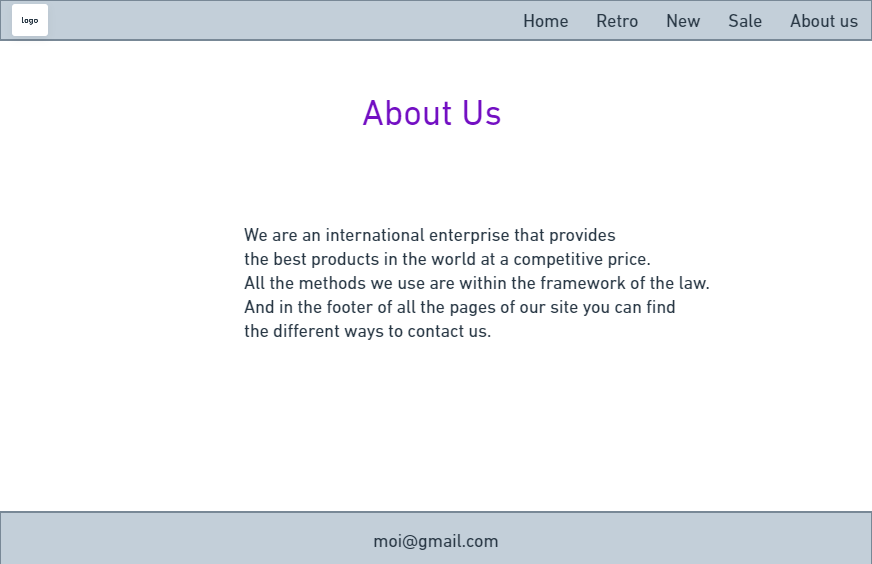 logo
Home Retro New Sale About us
About Us
We are an international enterprise that provides
the best products in the world at a competitive price.
All the methods we use are within the framework of the law.
And in the footer of all the pages of our site you can find
the different ways to contact us.
moi@gmail.com